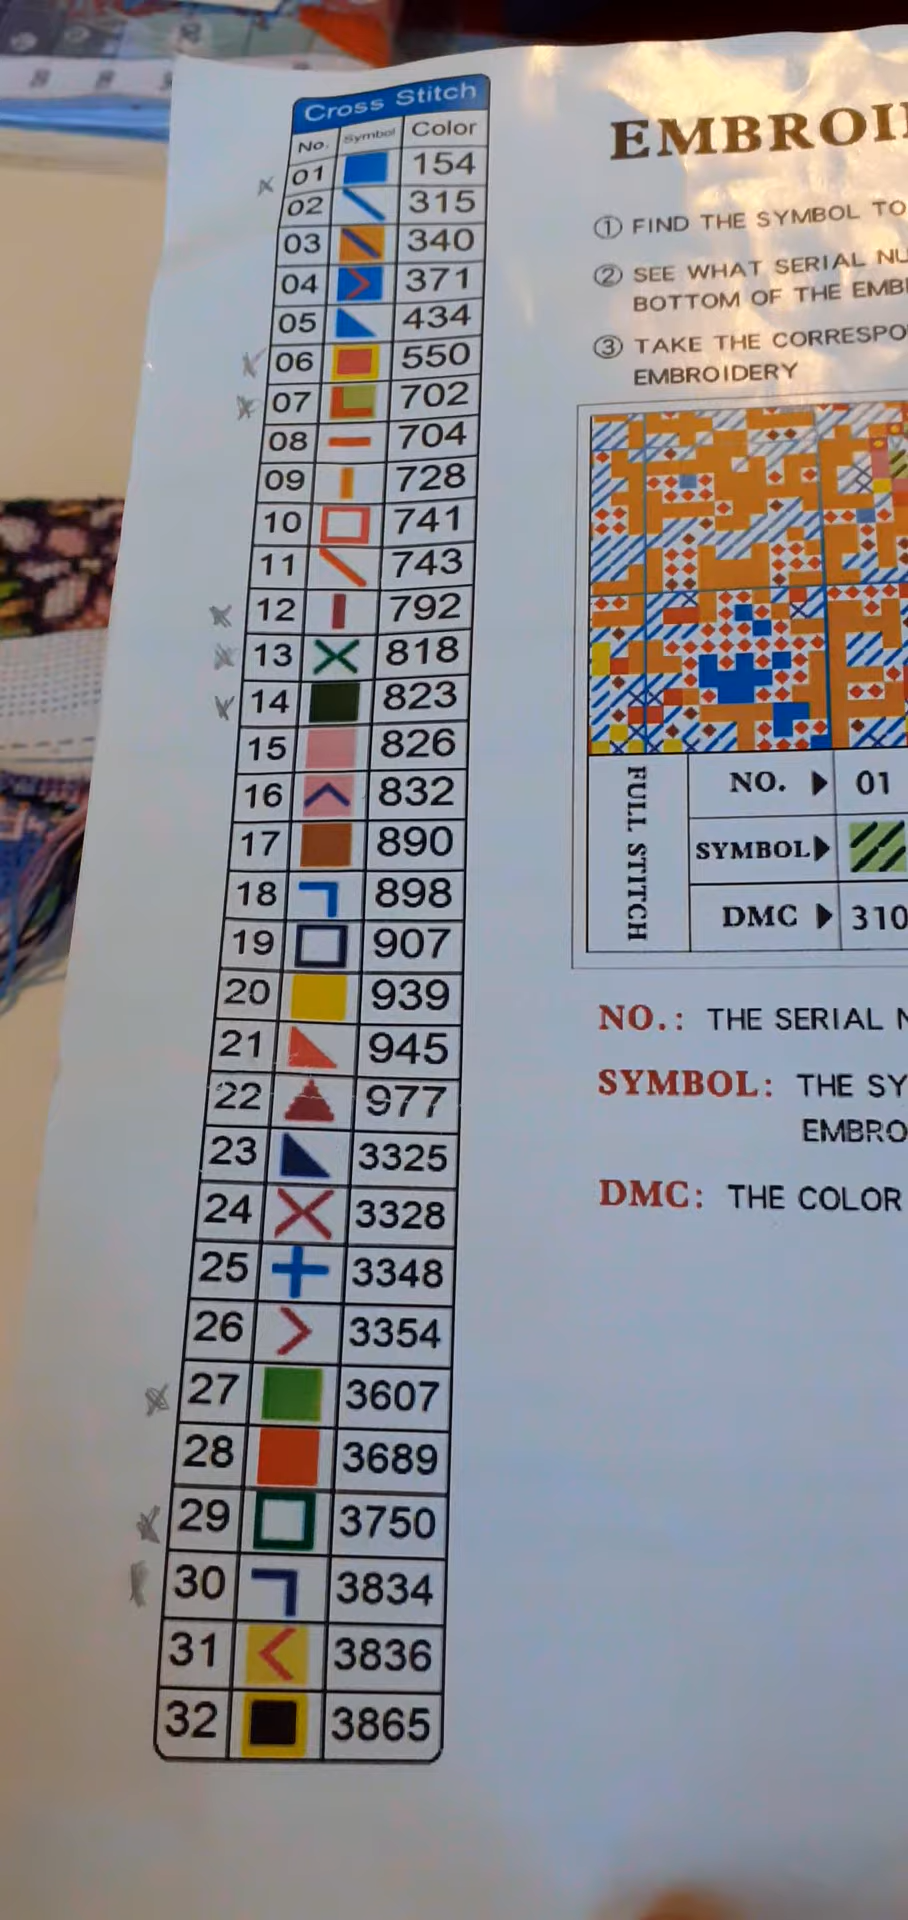 Cross Stitch
No. Symbol Color
01 154
02 315
03 340
04 371
05 434
06 550
07 702
08 704
09 728
10 741
11 743
12 792
13 818
14 823
15 826
16 832
17 890
18 898
19 907
20 939
21 945
22 977
23 3325
24 3328
25 3348
26 3354
27 3607
28 3689
29 3750
30 3834
31 3836
32 3865
EMBROI
① FIND THE SYMBOL TO
② SEE WHAT SERIAL NU
BOTTOM OF THE EMB
③ TAKE THE CORRESPO
EMBROIDERY
FULL STITCH
NO. 01
SYMBOL
DMC 310
NO.: THE SERIAL N
SYMBOL: THE SY
EMBRO
DMC: THE COLOR